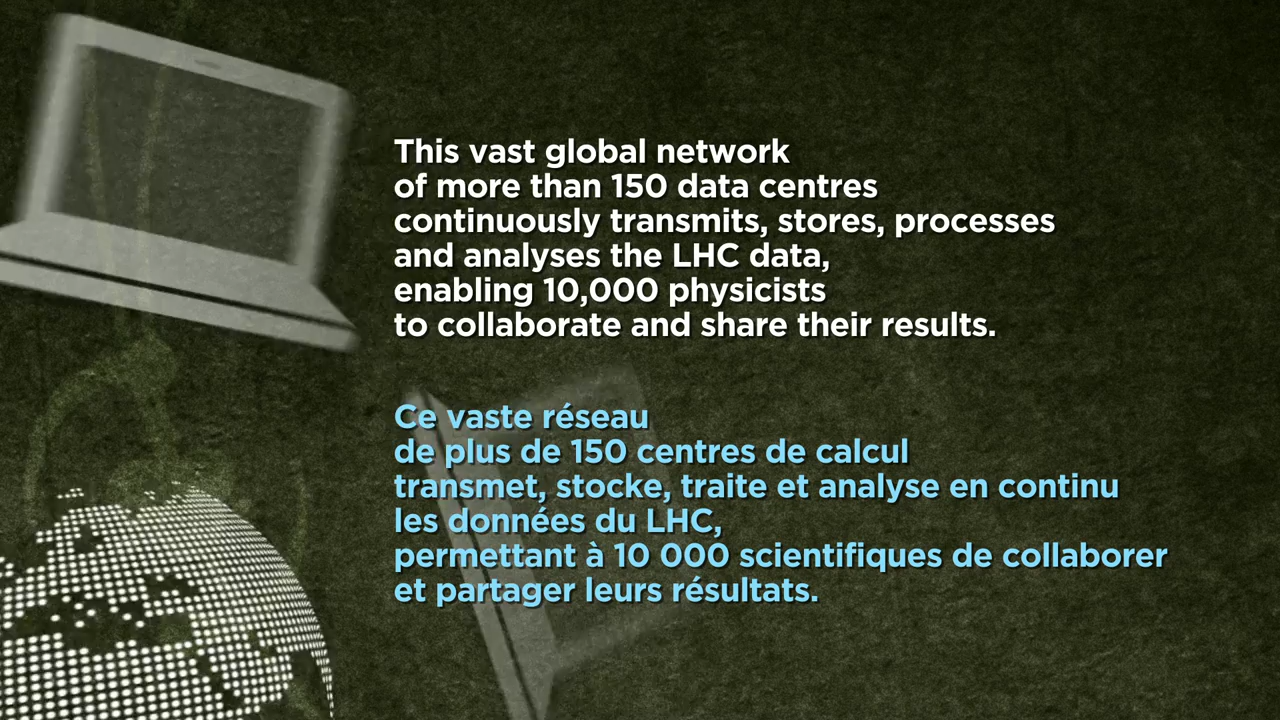 This vast global network
of more than 150 data centres
continuously transmits, stores, processes
and analyses the LHC data,
enabling 10,000 physicists
to collaborate and share their results.
Ce vaste réseau
de plus de 150 centres de calcul
transmet, stocke, traite et analyse en continu
les données du LHC,
permettant à 10 000 scientifiques de collaborer
et partager leurs résultats.